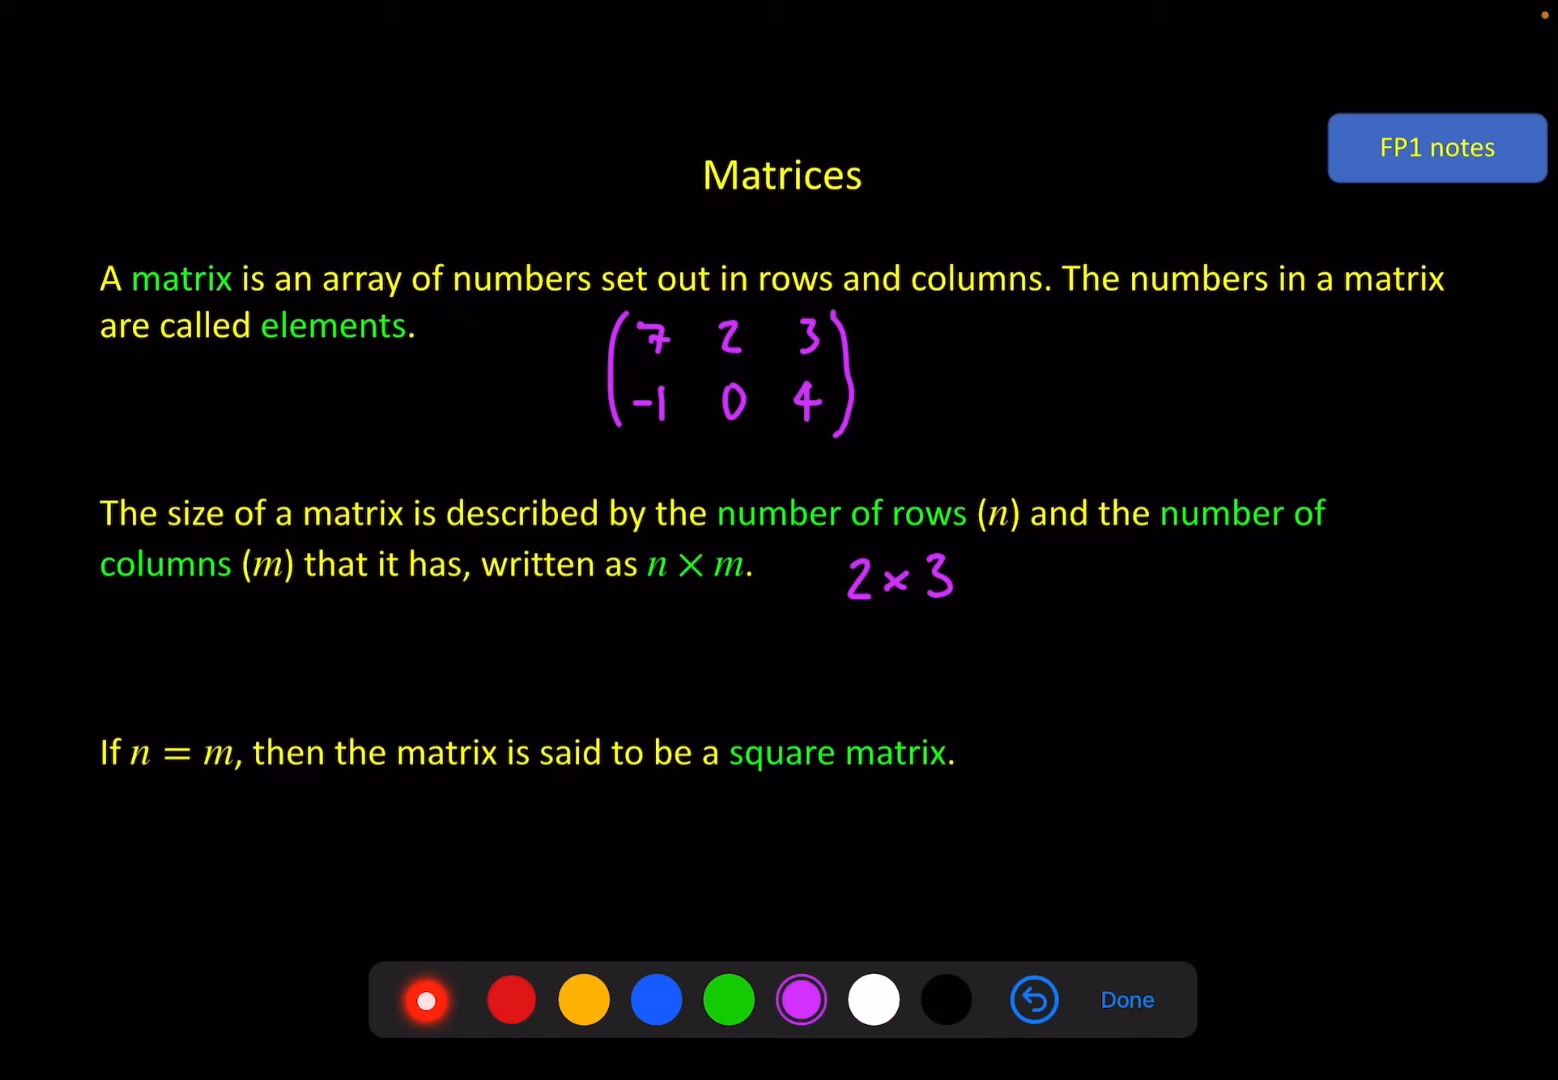 FP1 notes
Matrices
A matrix is an array of numbers set out in rows and columns. The numbers in a matrix
are called elements.
7 2 3
-1 0 4
The size of a matrix is described by the number of rows (n) and the number of
columns (m) that it has, written as n × m.
2 × 3
If n = m, then the matrix is said to be a square matrix.
Done